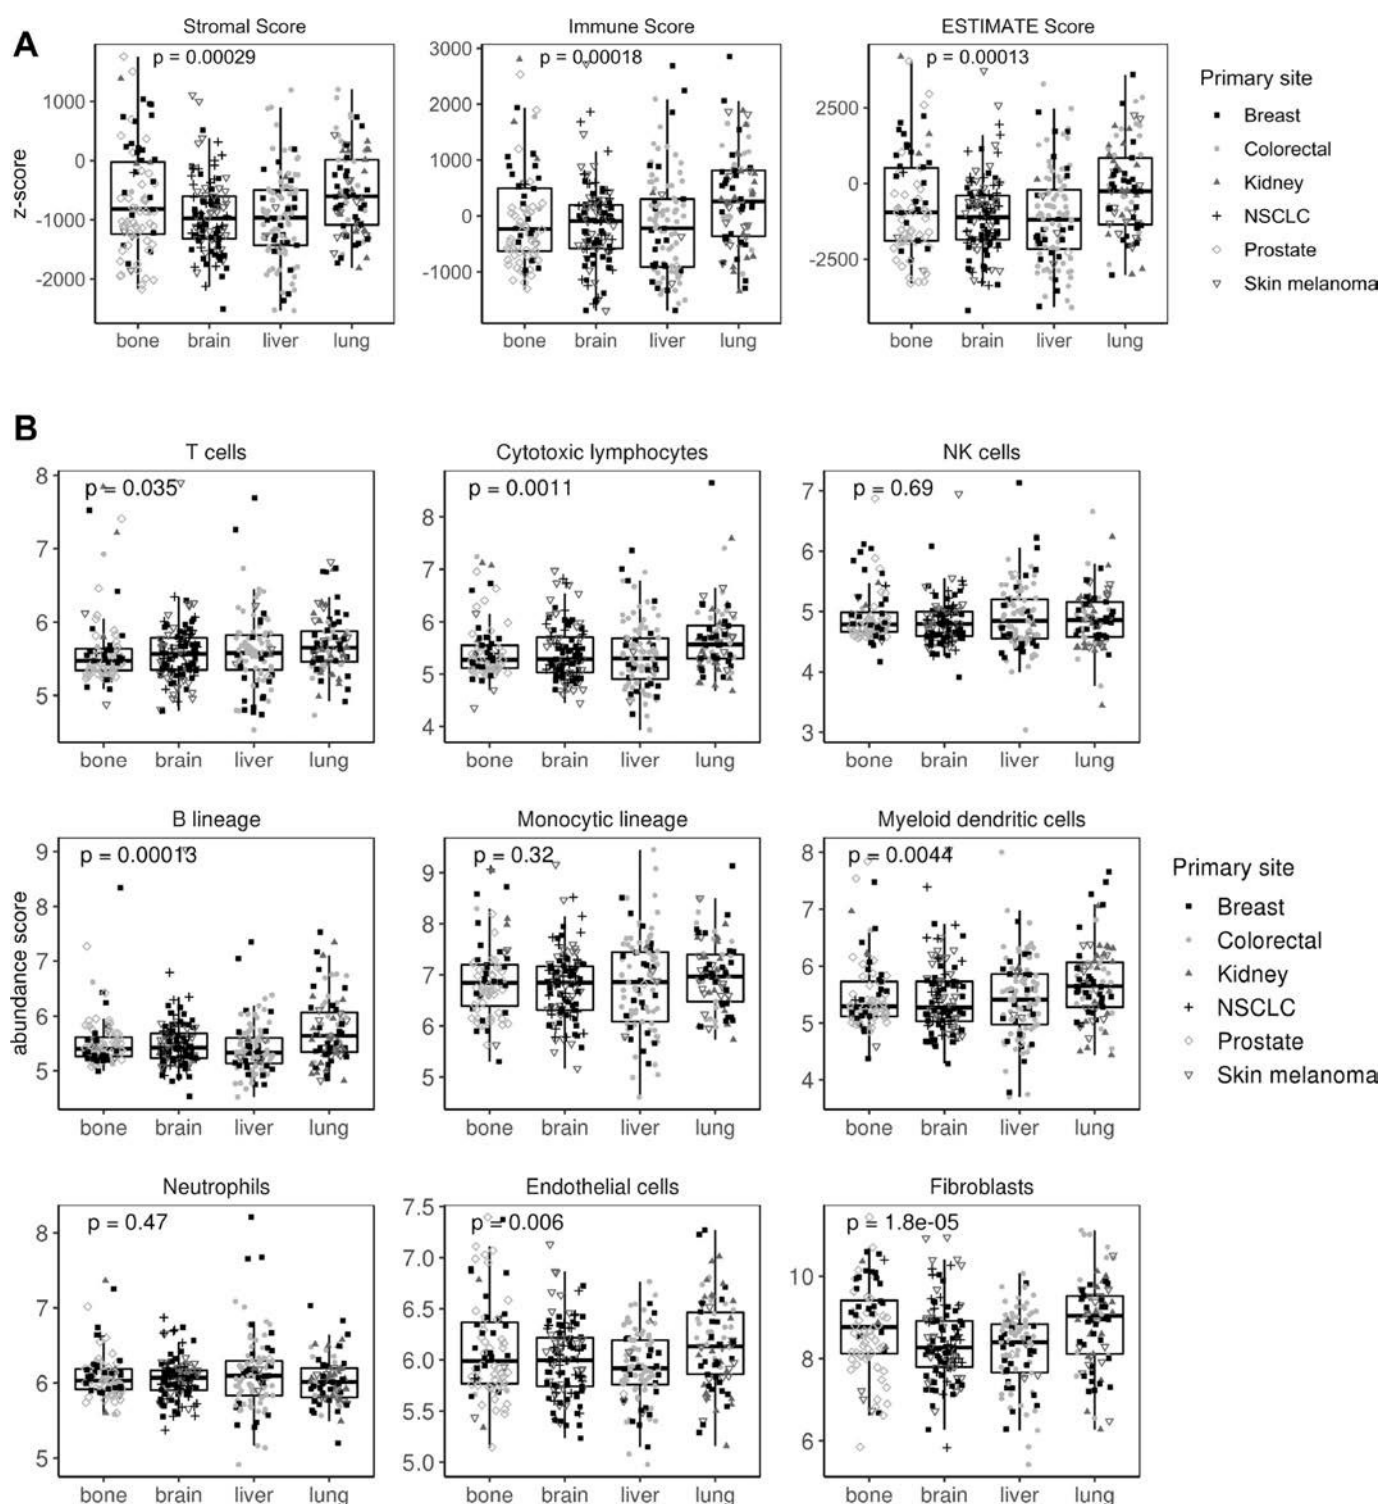 A
Stromal Score
Immune Score
ESTIMATE Score
p = 0.00029
p = 0.00018
p = 0.00013
z-score
1000
0
-1000
-2000
3000
2000
1000
0
-1000
2500
0
-2500
bone brain liver lung
bone brain liver lung
bone brain liver lung
Primary site
Breast
Colorectal
Kidney
NSCLC
Prostate
Skin melanoma
B
T cells
Cytotoxic lymphocytes
NK cells
p = 0.035
p = 0.0011
p = 0.69
8
7
6
5
8
7
6
5
4
7
6
5
4
3
bone brain liver lung
bone brain liver lung
bone brain liver lung
B lineage
Monocytic lineage
Myeloid dendritic cells
p = 0.00013
p = 0.32
p = 0.0044
abundance score
9
8
7
6
5
9
8
7
6
5
8
7
6
5
4
bone brain liver lung
bone brain liver lung
bone brain liver lung
Primary site
Breast
Colorectal
Kidney
NSCLC
Prostate
Skin melanoma
Neutrophils
Endothelial cells
Fibroblasts
p = 0.47
p = 0.006
p = 1.8e-05
8
7
6
5
7.5
7.0
6.5
6.0
5.5
5.0
10
8
6
bone brain liver lung
bone brain liver lung
bone brain liver lung